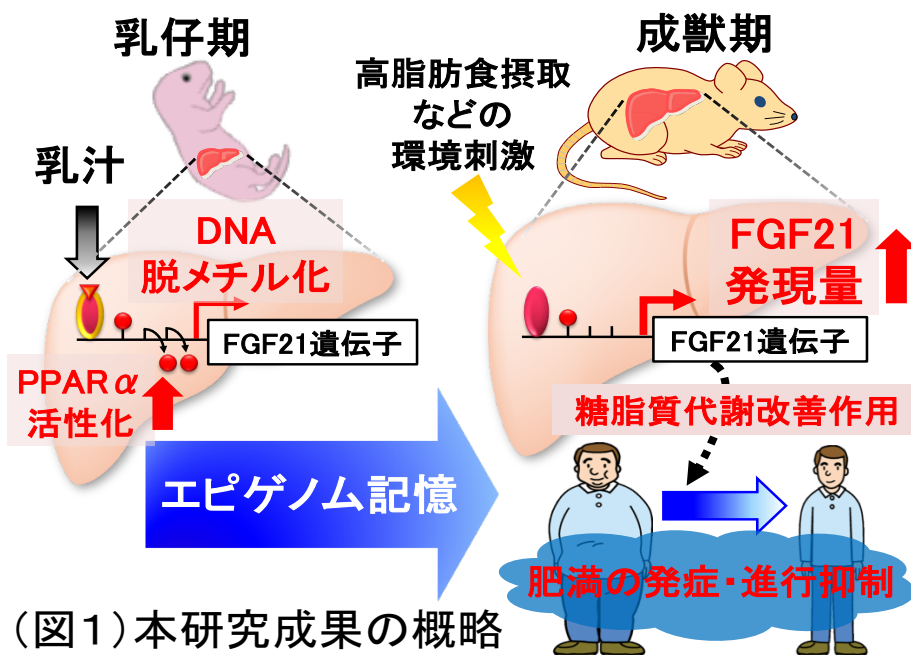 乳仔期
乳汁
DNA
脱メチル化
FGF21遺伝子
PPARα
活性化
成獣期
高脂肪食摂取
などの
環境刺激
FGF21
発現量
FGF21遺伝子
糖脂質代謝改善作用
エピゲノム記憶
肥満の発症・進行抑制
（図１）本研究成果の概略